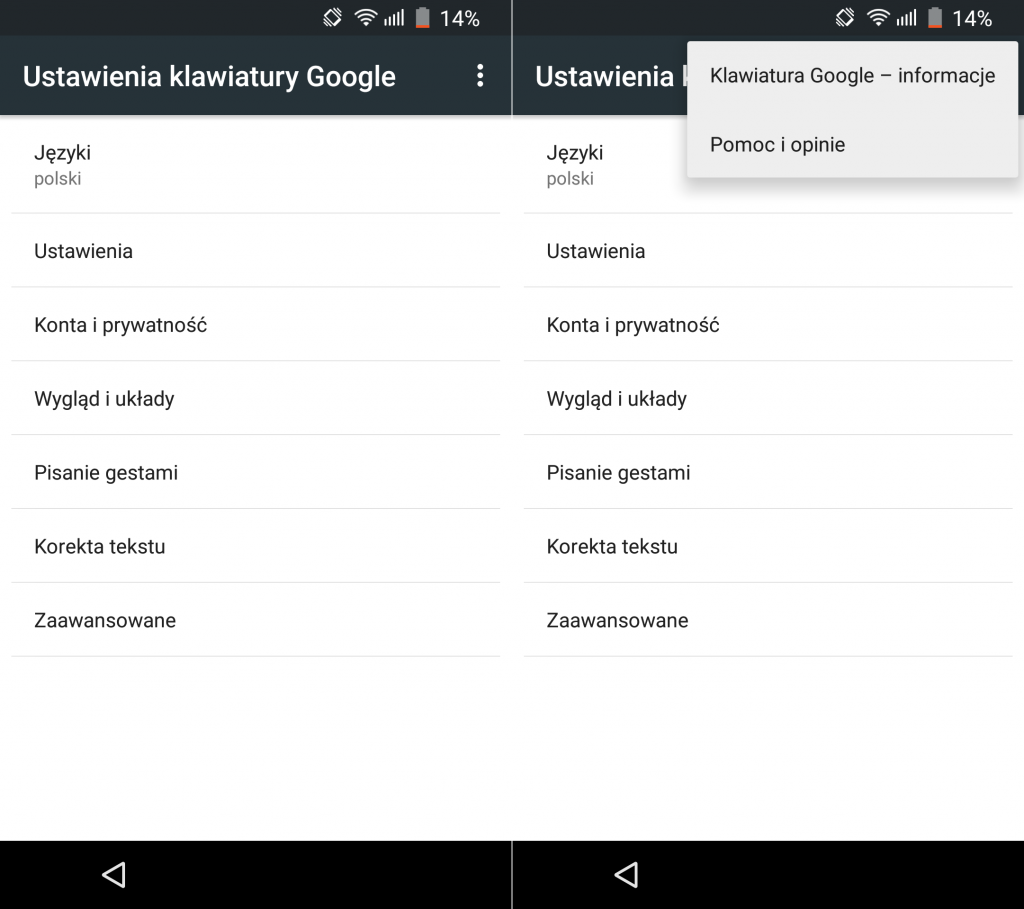 14%
Ustawienia klawiatury Google
Języki
polski
Ustawienia
Konta i prywatność
Wygląd i układy
Pisanie gestami
Korekta tekstu
Zaawansowane
14%
Ustawienia
Klawiatura Google – informacje
Pomoc i opinie
Języki
polski
Ustawienia
Konta i prywatność
Wygląd i układy
Pisanie gestami
Korekta tekstu
Zaawansowane